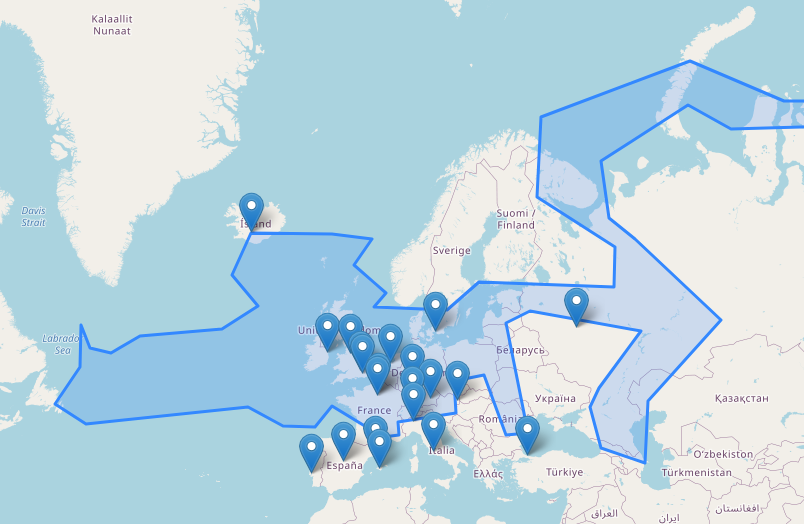 Kalaallit
Nunaat
Davis
Strait
Ísland
Suomi /
Finland
Sverige
Labrador
Sea
Беларусь
Україна
Қазақстан
France
România
España
Italia
Ελλάς
Türkiye
Oʻzbekiston
Türkmenistan
العراق
ایران
افغانستان